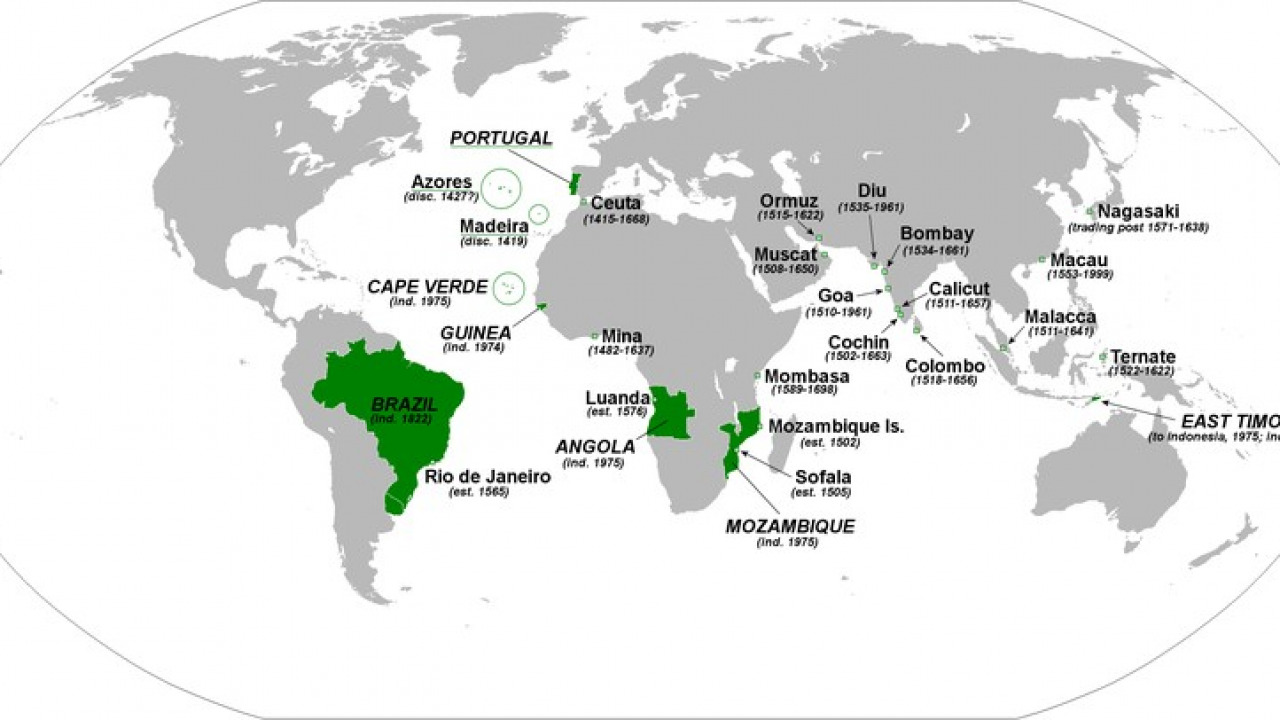 PORTUGAL
Azores
(disc. 1427?)
Madeira
(disc. 1419)
Ceuta
(1415-1668)
CAPE VERDE
(ind. 1975)
GUINEA
(ind. 1974)
Mina
(1482-1637)
BRAZIL
(ind. 1822)
Rio de Janeiro
(est. 1565)
Luanda
(est. 1576)
ANGOLA
(ind. 1975)
Mombasa
(1589-1698)
Mozambique Is.
(est. 1502)
Sofala
(est. 1505)
MOZAMBIQUE
(ind. 1975)
Ormuz
(1515-1622)
Muscat
(1508-1650)
Diu
(1535-1961)
Bombay
(1534-1661)
Goa
(1510-1961)
Calicut
(1511-1657)
Cochin
(1502-1663)
Colombo
(1518-1656)
Nagasaki
(trading post 1571-1638)
Macau
(1553-1999)
Malacca
(1511-1641)
Ternate
(1522-1622)
EAST TIMO
(to Indonesia, 1975;